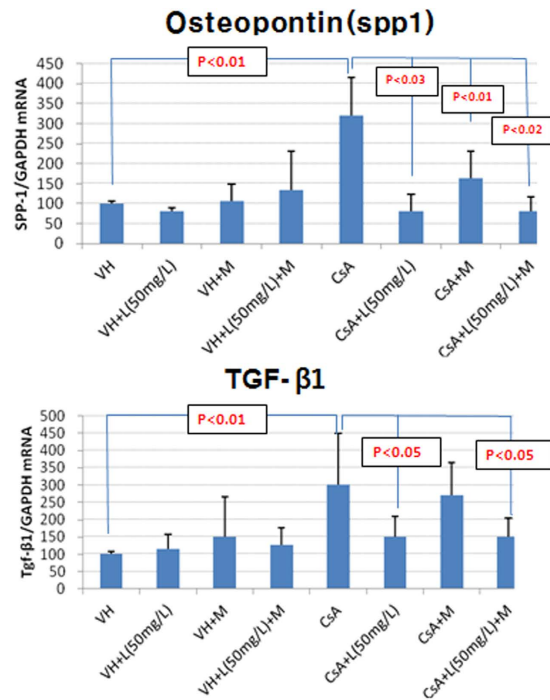 Osteopontin(spp1)
P<0.01
P<0.03
P<0.01
P<0.02
SPP-1/GAPDH mRNA
450
400
350
300
250
200
150
100
50
0
VH
VH+L(50mg/L)
VH+M
VH+L(50mg/L)+M
CsA
CsA+L(50mg/L)
CsA+M
CsA+L(50mg/L)+M
TGF-β1
P<0.01
P<0.05
P<0.05
Tgf-β1/GAPDH mRNA
500
450
400
350
300
250
200
150
100
50
0
VH
VH+L(50mg/L)
VH+M
VH+L(50mg/L)+M
CsA
CsA+L(50mg/L)
CsA+M
CsA+L(50mg/L)+M